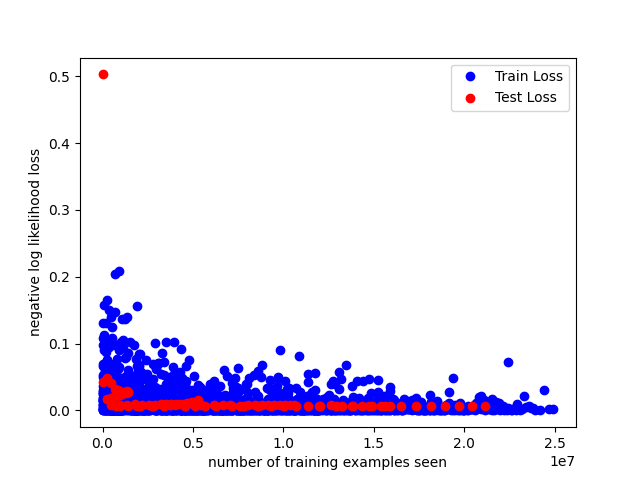 Train Loss
Test Loss
negative log likelihood loss
0.5
0.4
0.3
0.2
0.1
0.0
0.0 0.5 1.0 1.5 2.0 2.5
1e7
number of training examples seen